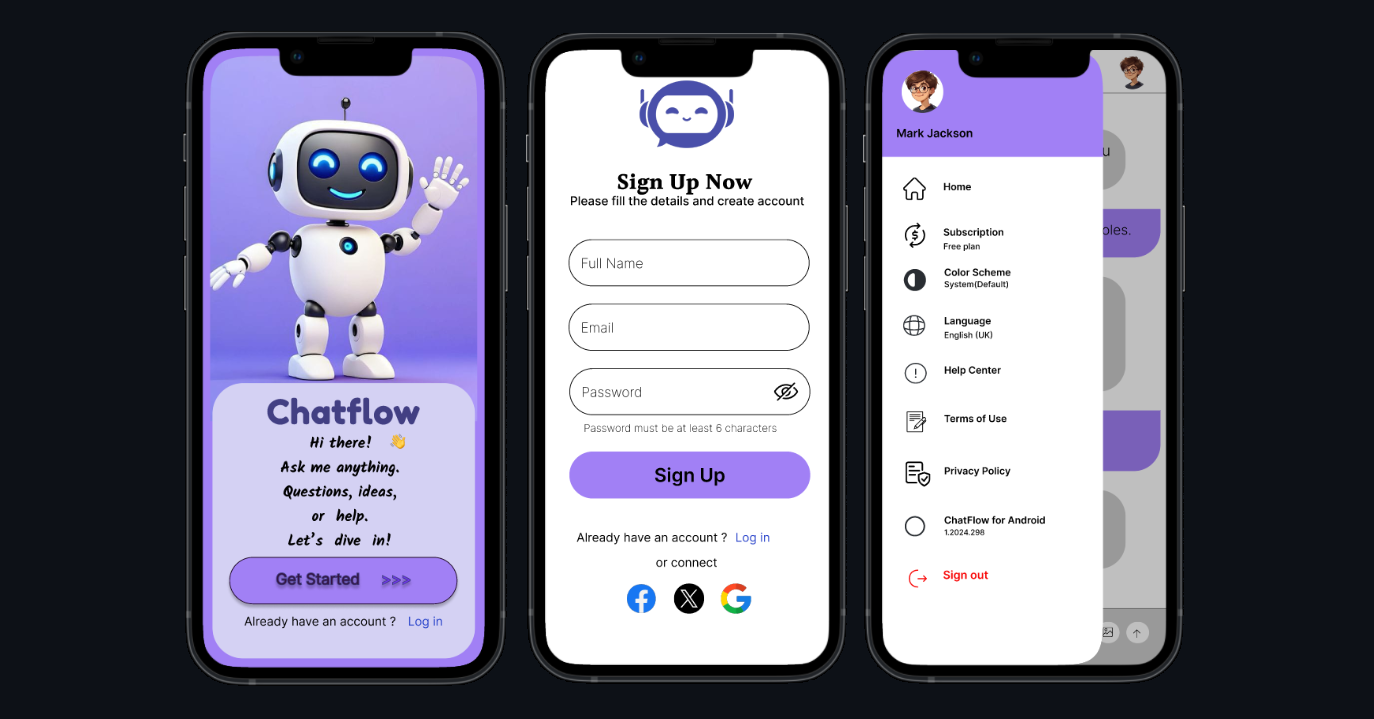 Chatflow
Hi there! 👋
Ask me anything.
Questions, ideas,
or help.
Let's dive in!
Get Started >>>
Already have an account ? Log in
Sign Up Now
Please fill the details and create account
Full Name
Email
Password
Password must be at least 6 characters
Sign Up
Already have an account ? Log in
or connect
Mark Jackson
Home
Subscription
Free plan
Color Scheme
System(Default)
Language
English (UK)
Help Center
Terms of Use
Privacy Policy
ChatFlow for Android
1.2024.298
Sign out